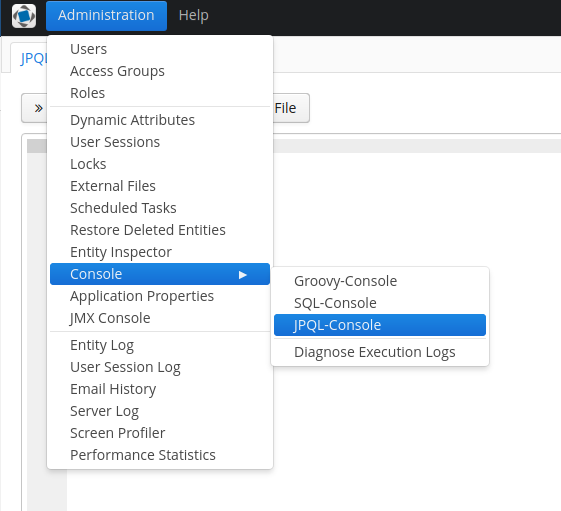 Administration Help
Users
Access Groups
Roles
Dynamic Attributes
User Sessions
Locks
External Files
Scheduled Tasks
Restore Deleted Entities
Entity Inspector
Console
Application Properties
JMX Console
Entity Log
User Session Log
Email History
Server Log
Screen Profiler
Performance Statistics
Groovy-Console
SQL-Console
JPQL-Console
Diagnose Execution Logs
JPQL
File